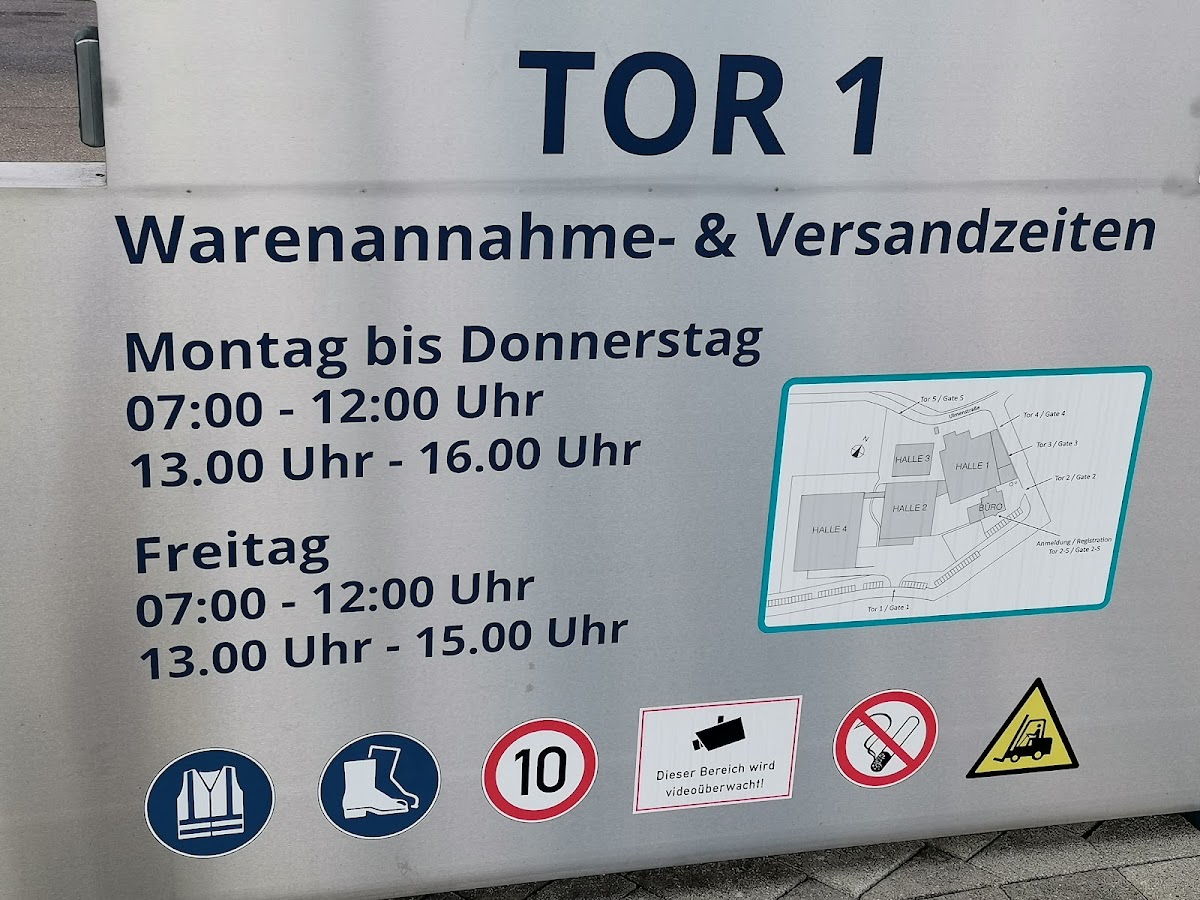 TOR 1
Warenannahme- & Versandzeiten
Montag bis Donnerstag
07:00 - 12:00 Uhr
13.00 Uhr - 16.00 Uhr
Freitag
07:00 - 12:00 Uhr
13.00 Uhr - 15.00 Uhr
Tor 5 / Gate 5
Ulmenstraße
Tor 4 / Gate 4
N
Tor 3 / Gate 3
HALLE 3
HALLE 1
Tor 2 / Gate 2
HALLE 2
BÜRO
HALLE 4
Anmeldung / Registration
Tor 2-5 / Gate 2-5
Tor 1 / Gate 1
10
Dieser Bereich wird
videoüberwacht!